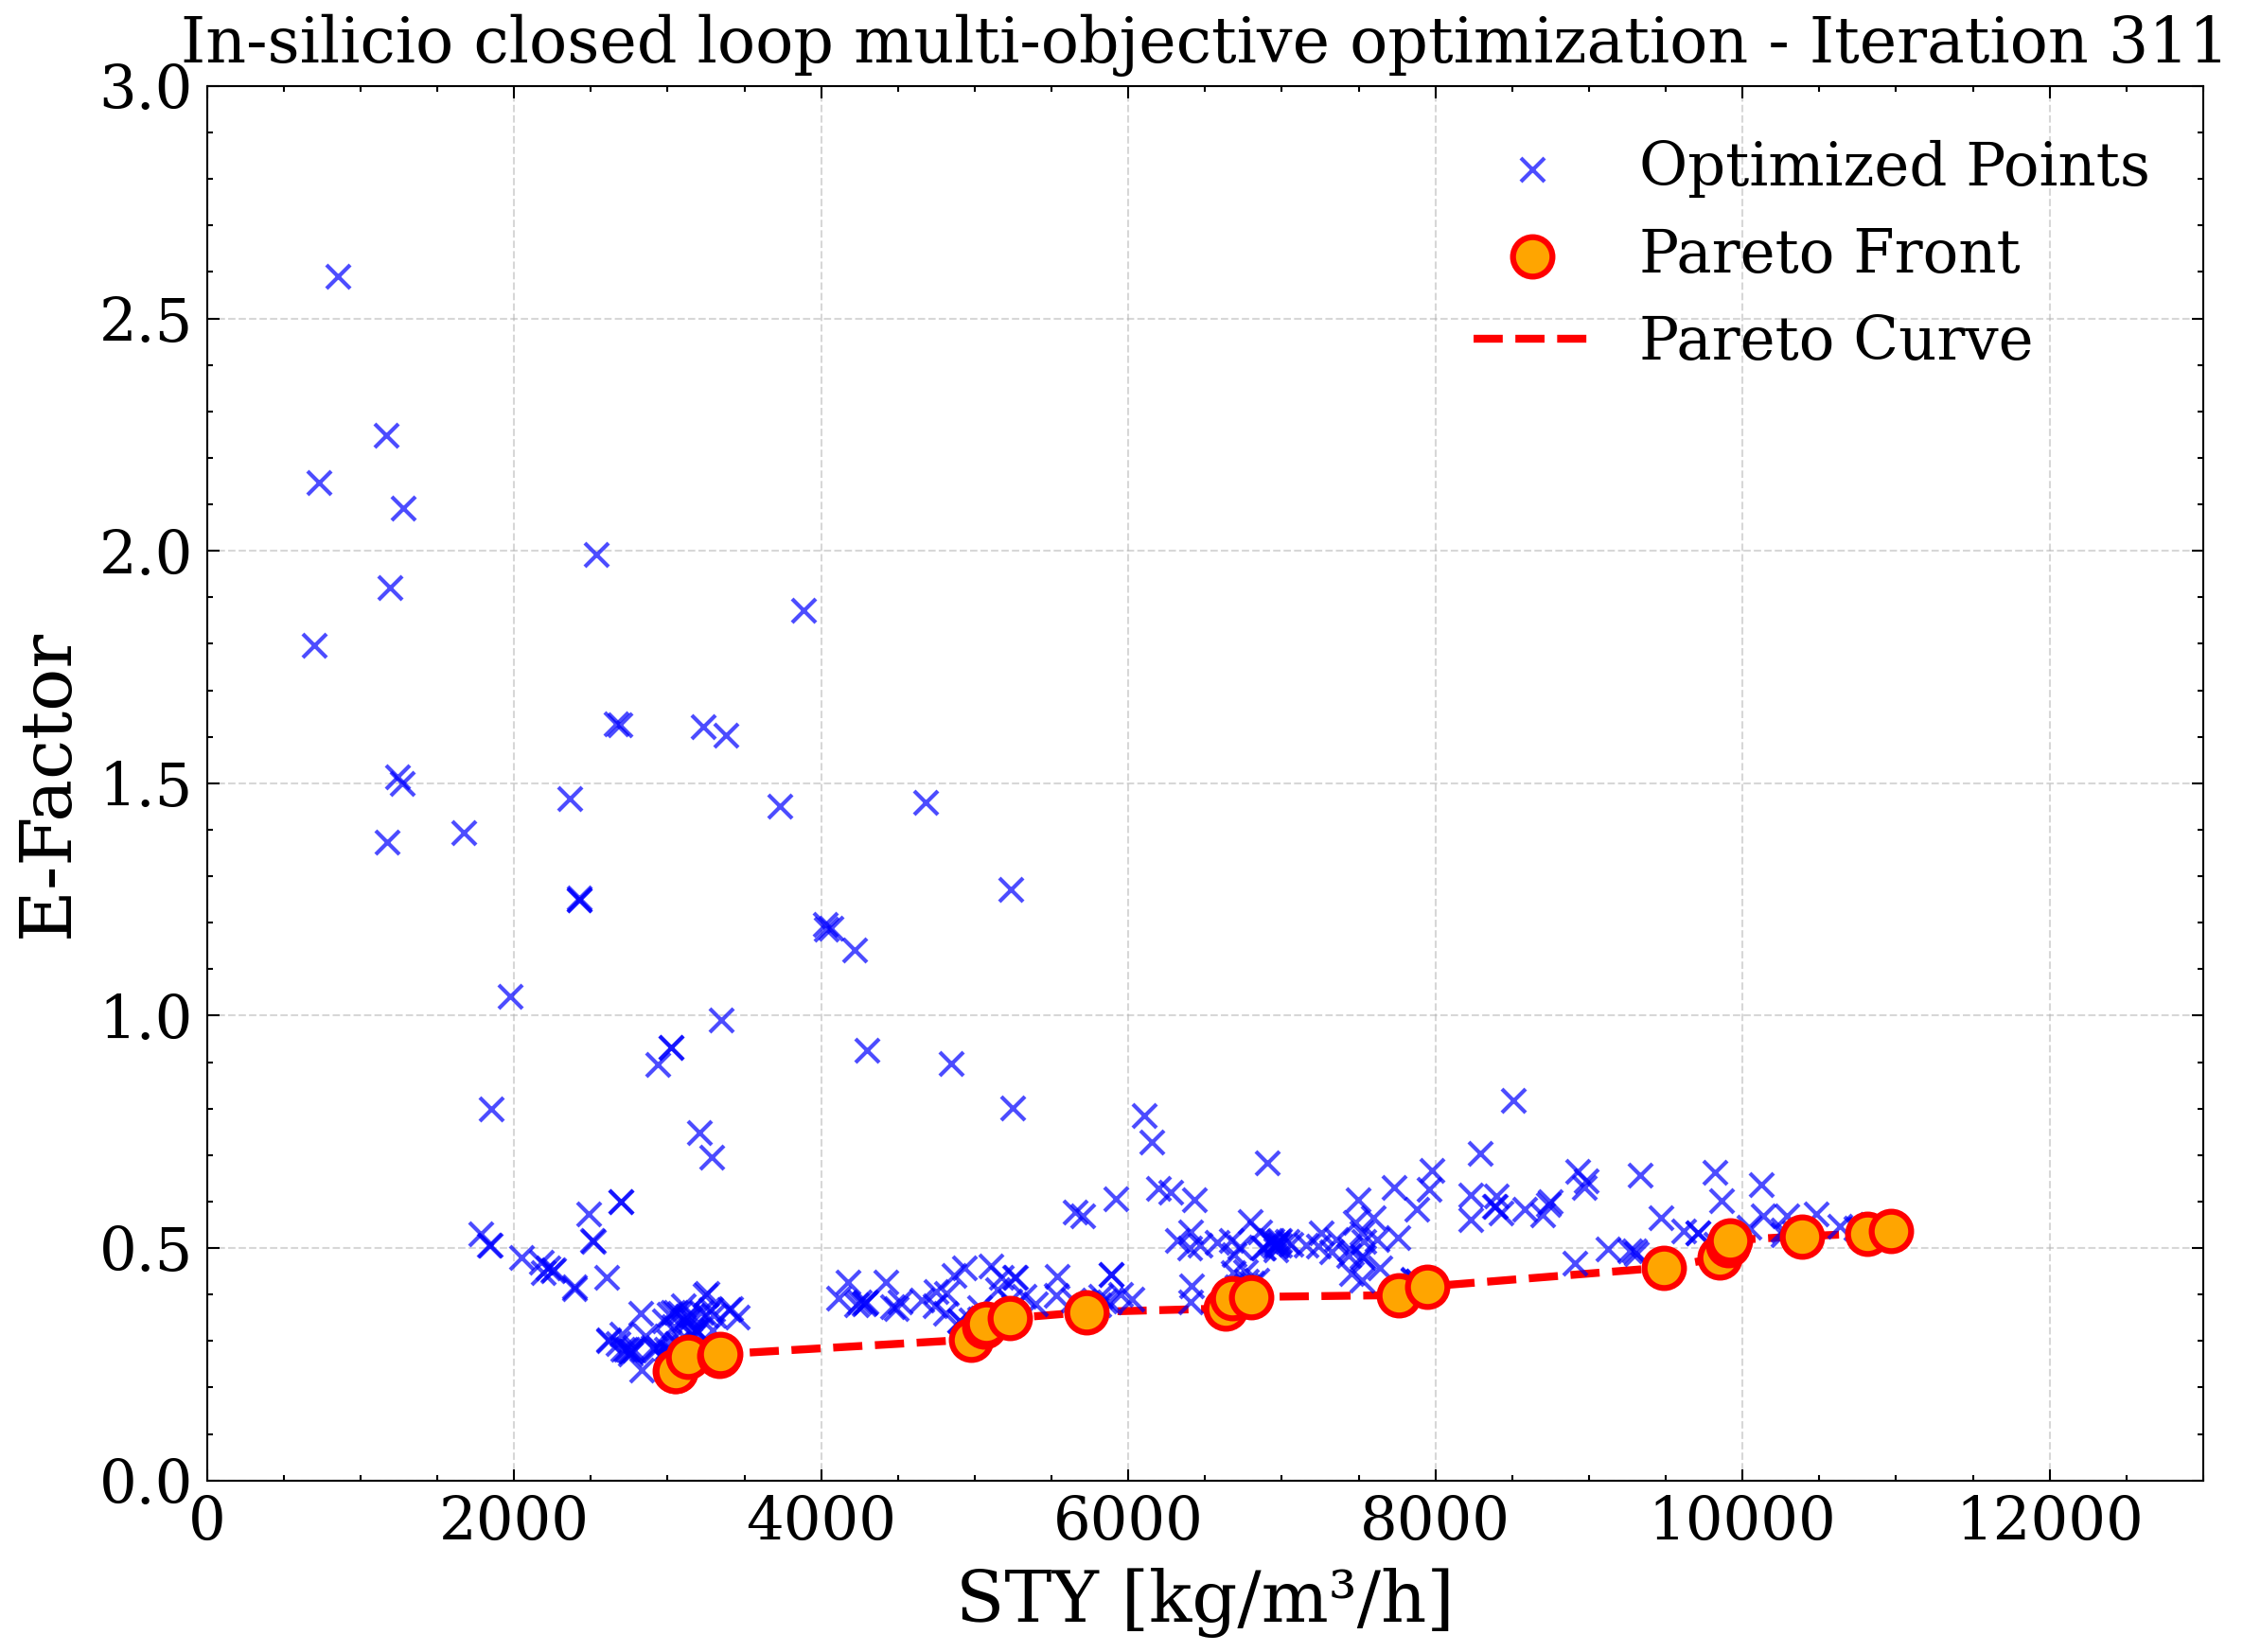 In-silicio closed loop multi-objective optimization - Iteration 311
3.0
2.5
2.0
1.5
1.0
0.5
0.0
E-Factor
Optimized Points
Pareto Front
Pareto Curve
0 2000 4000 6000 8000 10000 12000
STY [kg/m³/h]